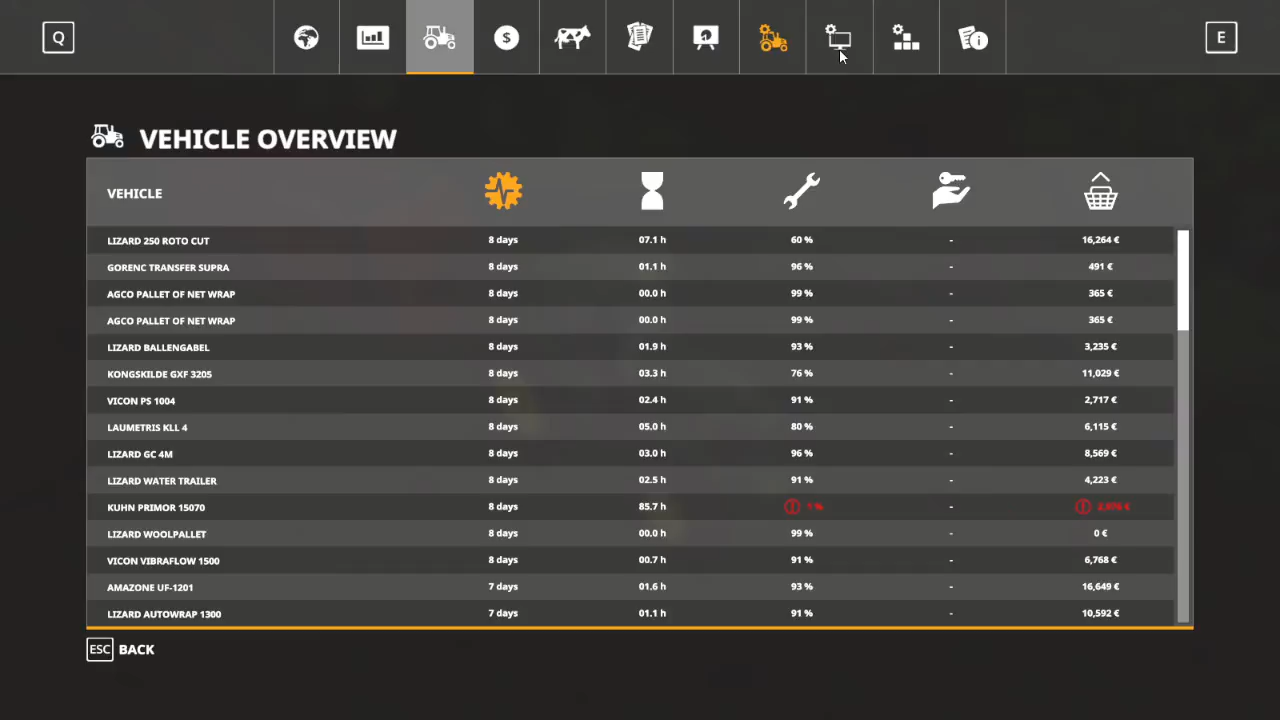 Q
E
VEHICLE OVERVIEW
VEHICLE
LIZARD 250 ROTO CUT 8 days 07.1 h 60 % - 16,264 €
GORENC TRANSFER SUPRA 8 days 01.1 h 96 % - 491 €
AGCO PALLET OF NET WRAP 8 days 00.0 h 99 % - 365 €
AGCO PALLET OF NET WRAP 8 days 00.0 h 99 % - 365 €
LIZARD BALLENGABEL 8 days 01.9 h 93 % - 3,235 €
KONGSKILDE GXF 3205 8 days 03.3 h 76 % - 11,029 €
VICON PS 1004 8 days 02.4 h 91 % - 2,717 €
LAUMETRIS KLL 4 8 days 05.0 h 80 % - 6,115 €
LIZARD GC 4M 8 days 03.0 h 96 % - 8,569 €
LIZARD WATER TRAILER 8 days 02.5 h 91 % - 4,223 €
KUHN PRIMOR 15070 8 days 85.7 h - €
LIZARD WOOLPALLET 8 days 00.0 h 99 % - 0 €
VICON VIBRAFLOW 1500 8 days 00.7 h 91 % - 6,768 €
AMAZONE UF-1201 7 days 01.6 h 93 % - 16,649 €
LIZARD AUTOWRAP 1300 7 days 01.1 h 91 % - 10,592 €
ESC BACK